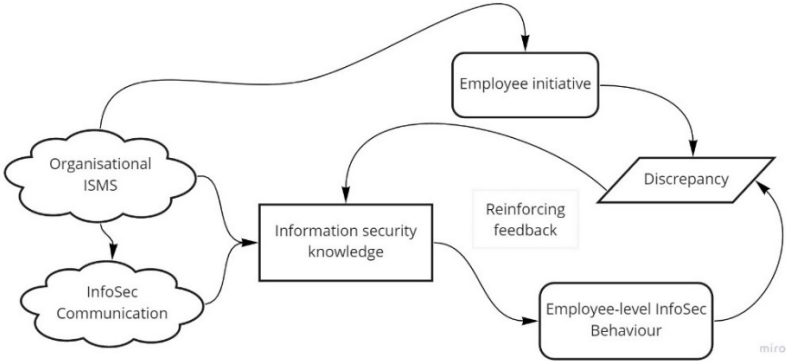 Employee initiative
Organisational
ISMS
Discrepancy
Reinforcing
feedback
Information security
knowledge
InfoSec
Communication
Employee-level InfoSec
Behaviour
miro